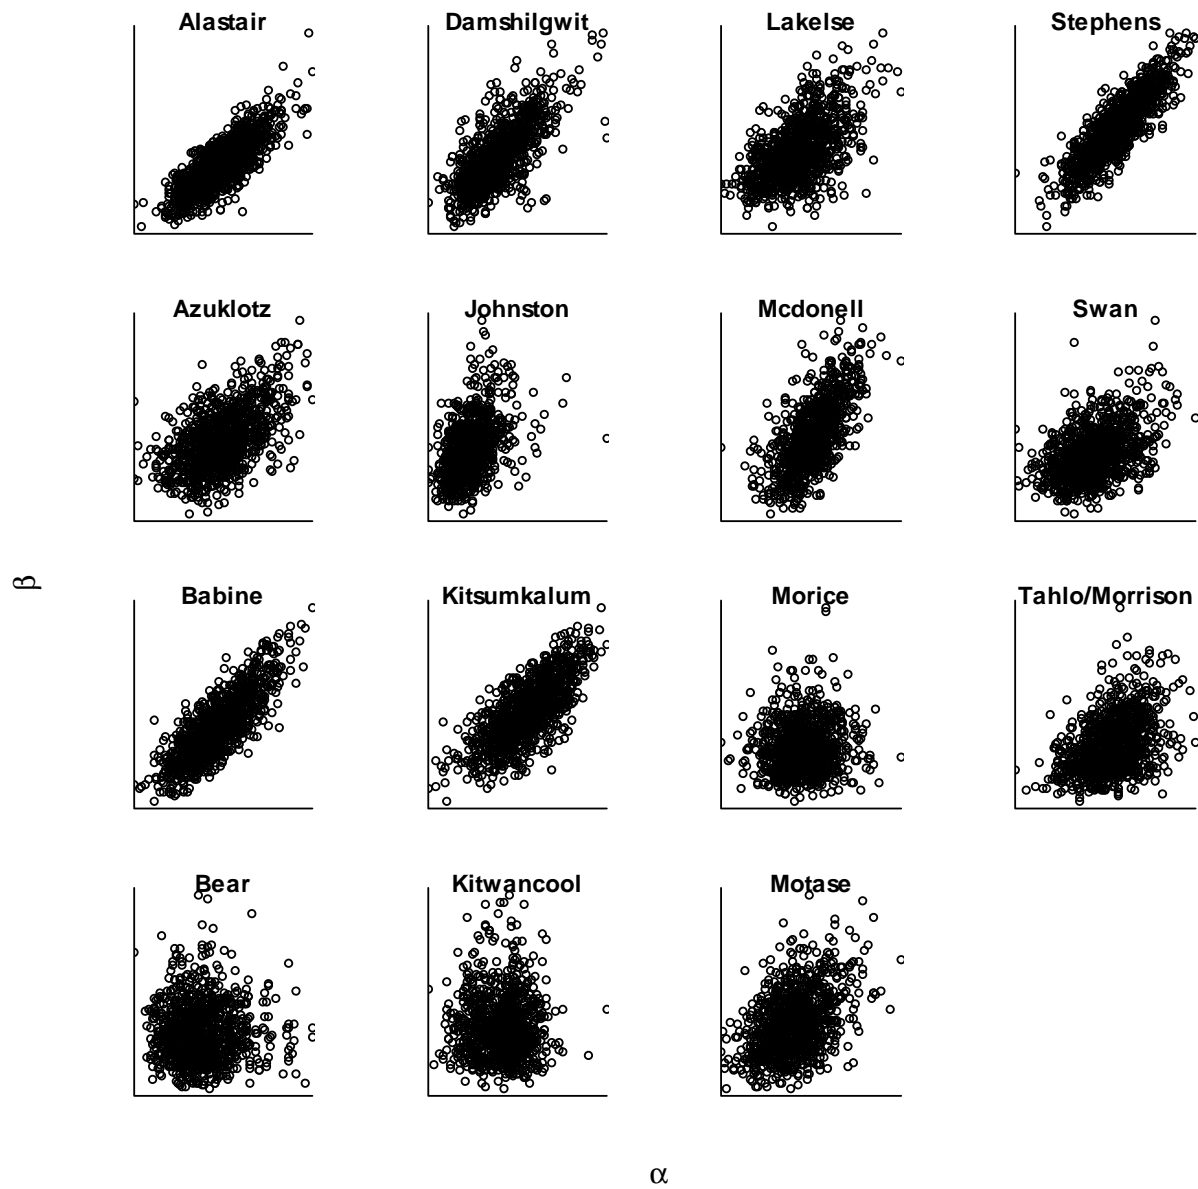 Alastair Damshilgwit Lakelse Stephens
Azuklotz Johnston Mcdonell Swan
β
Babine Kitsumkalum Morice Tahlo/Morrison
Bear Kitwancool Motase
α